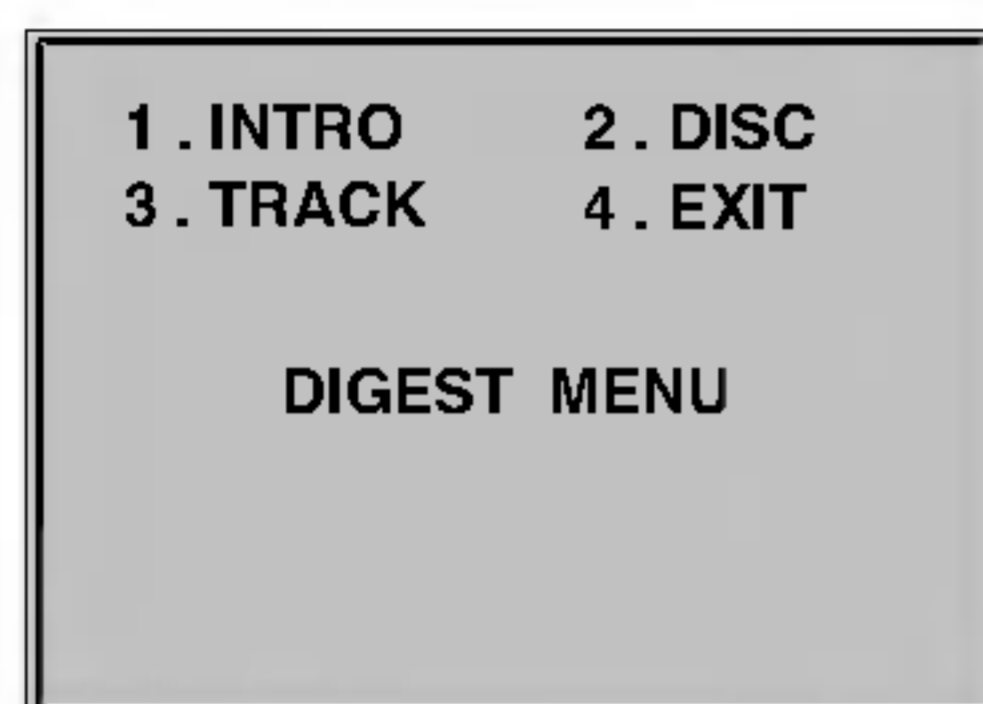 1. INTRO 2. DISC
3. TRACK 4. EXIT
DIGEST MENU